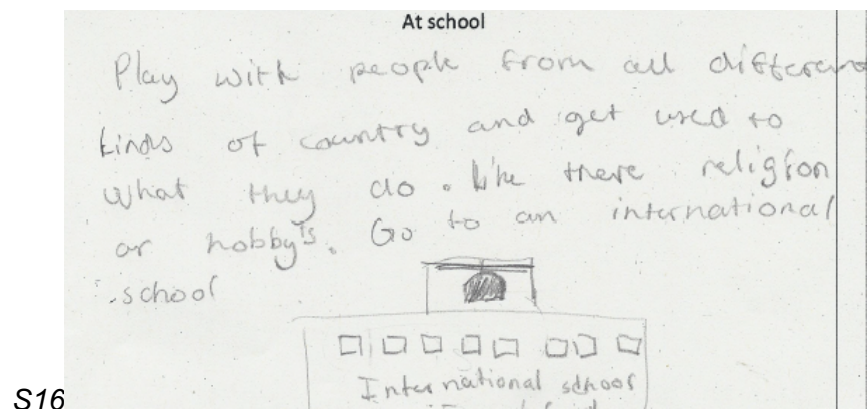 At school
Play with people from all different
kinds of country and get used to
what they do. like there religion
or hobby's. Go to an international
school
International school
S16